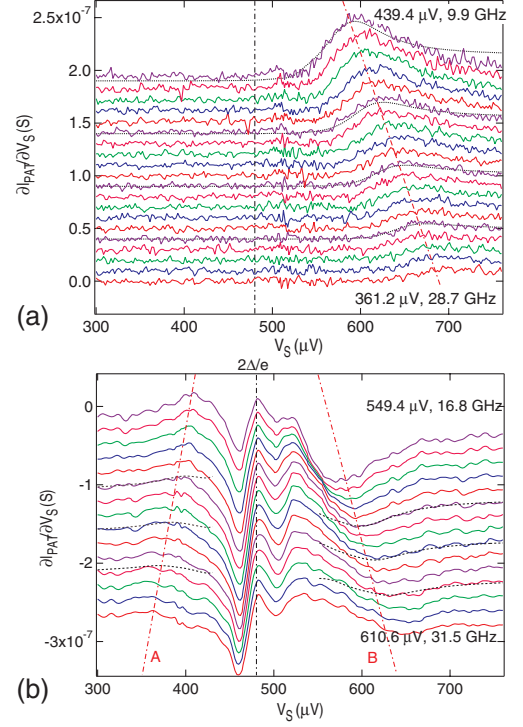 2.5x10⁻⁷
2.0
1.5
1.0
0.5
0.0
∂I_PAT/∂V_S (S)
439.4 μV, 9.9 GHz
361.2 μV, 28.7 GHz
(a)
300 400 500 600 700
V_S (μV)
2Δ/e
0
-1
-2
-3x10⁻⁷
∂I_PAT/∂V_S (S)
549.4 μV, 16.8 GHz
610.6 μV, 31.5 GHz
A
B
(b)
300 400 500 600 700
V_S (μV)